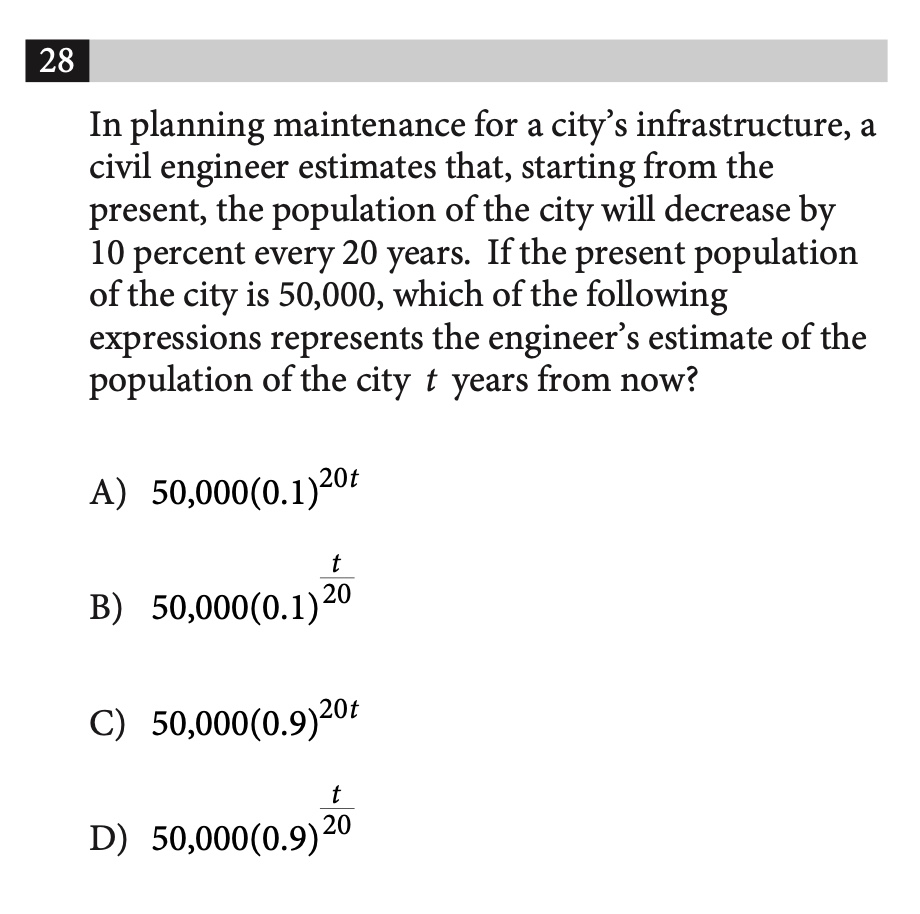 28
In planning maintenance for a city’s infrastructure, a
civil engineer estimates that, starting from the
present, the population of the city will decrease by
10 percent every 20 years.  If the present population
of the city is 50,000, which of the following
expressions represents the engineer’s estimate of the
population of the city t years from now?
A) 50,000(0.1)^{20t}
B) 50,000(0.1)^{\frac{t}{20}}
C) 50,000(0.9)^{20t}
D) 50,000(0.9)^{\frac{t}{20}}